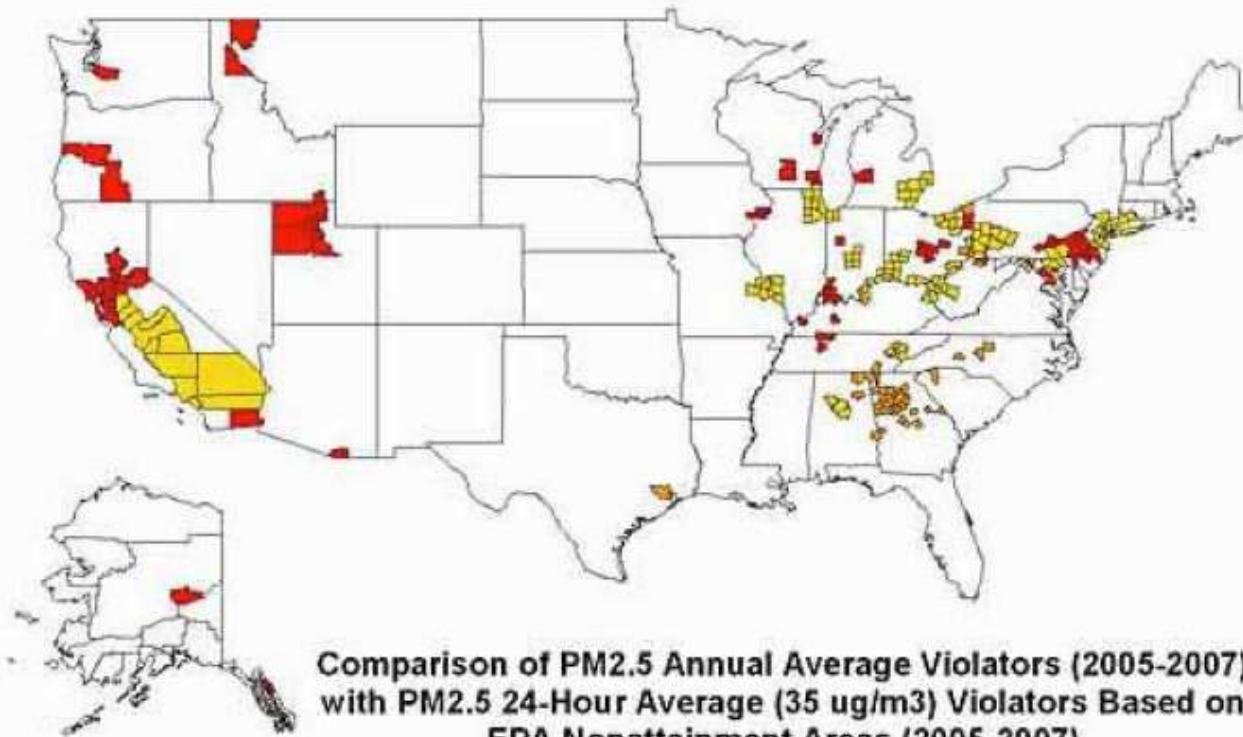 Comparison of PM2.5 Annual Average Violators (2005-2007)
with PM2.5 24-Hour Average (35 ug/m3) Violators Based on
EPA Nonattainment Areas (2005-2007)